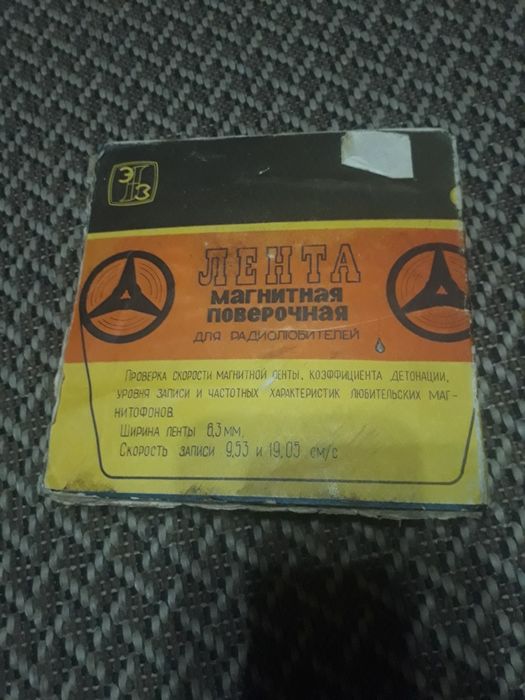 ЭЛЗ
ЛЕНТА
МАГНИТНАЯ
ПОВЕРОЧНАЯ
ДЛЯ РАДИОЛЮБИТЕЛЕЙ
ПРОВЕРКА СКОРОСТИ МАГНИТНОЙ ЛЕНТЫ, КОЭФФИЦИЕНТА ДЕТОНАЦИИ,
УРОВНЯ ЗАПИСИ И ЧАСТОТНЫХ ХАРАКТЕРИСТИК ЛЮБИТЕЛЬСКИХ МАГ-
НИТОФОНОВ.
ШИРИНА ЛЕНТЫ 6,3 ММ,
СКОРОСТЬ ЗАПИСИ 9,53 И 19,05 СМ/С